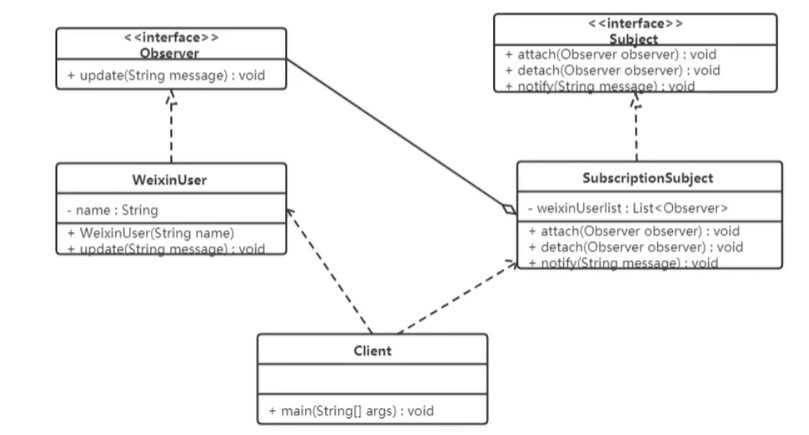 <<interface>>
Observer
+ update(String message) : void
<<interface>>
Subject
+ attach(Observer observer) : void
+ detach(Observer observer) : void
+ notify(String message) : void
WeixinUser
- name : String
+ WeixinUser(String name)
+ update(String message) : void
SubscriptionSubject
- weixinUserlist : List<Observer>
+ attach(Observer observer) : void
+ detach(Observer observer) : void
+ notify(String message) : void
Client
+ main(String[] args) : void